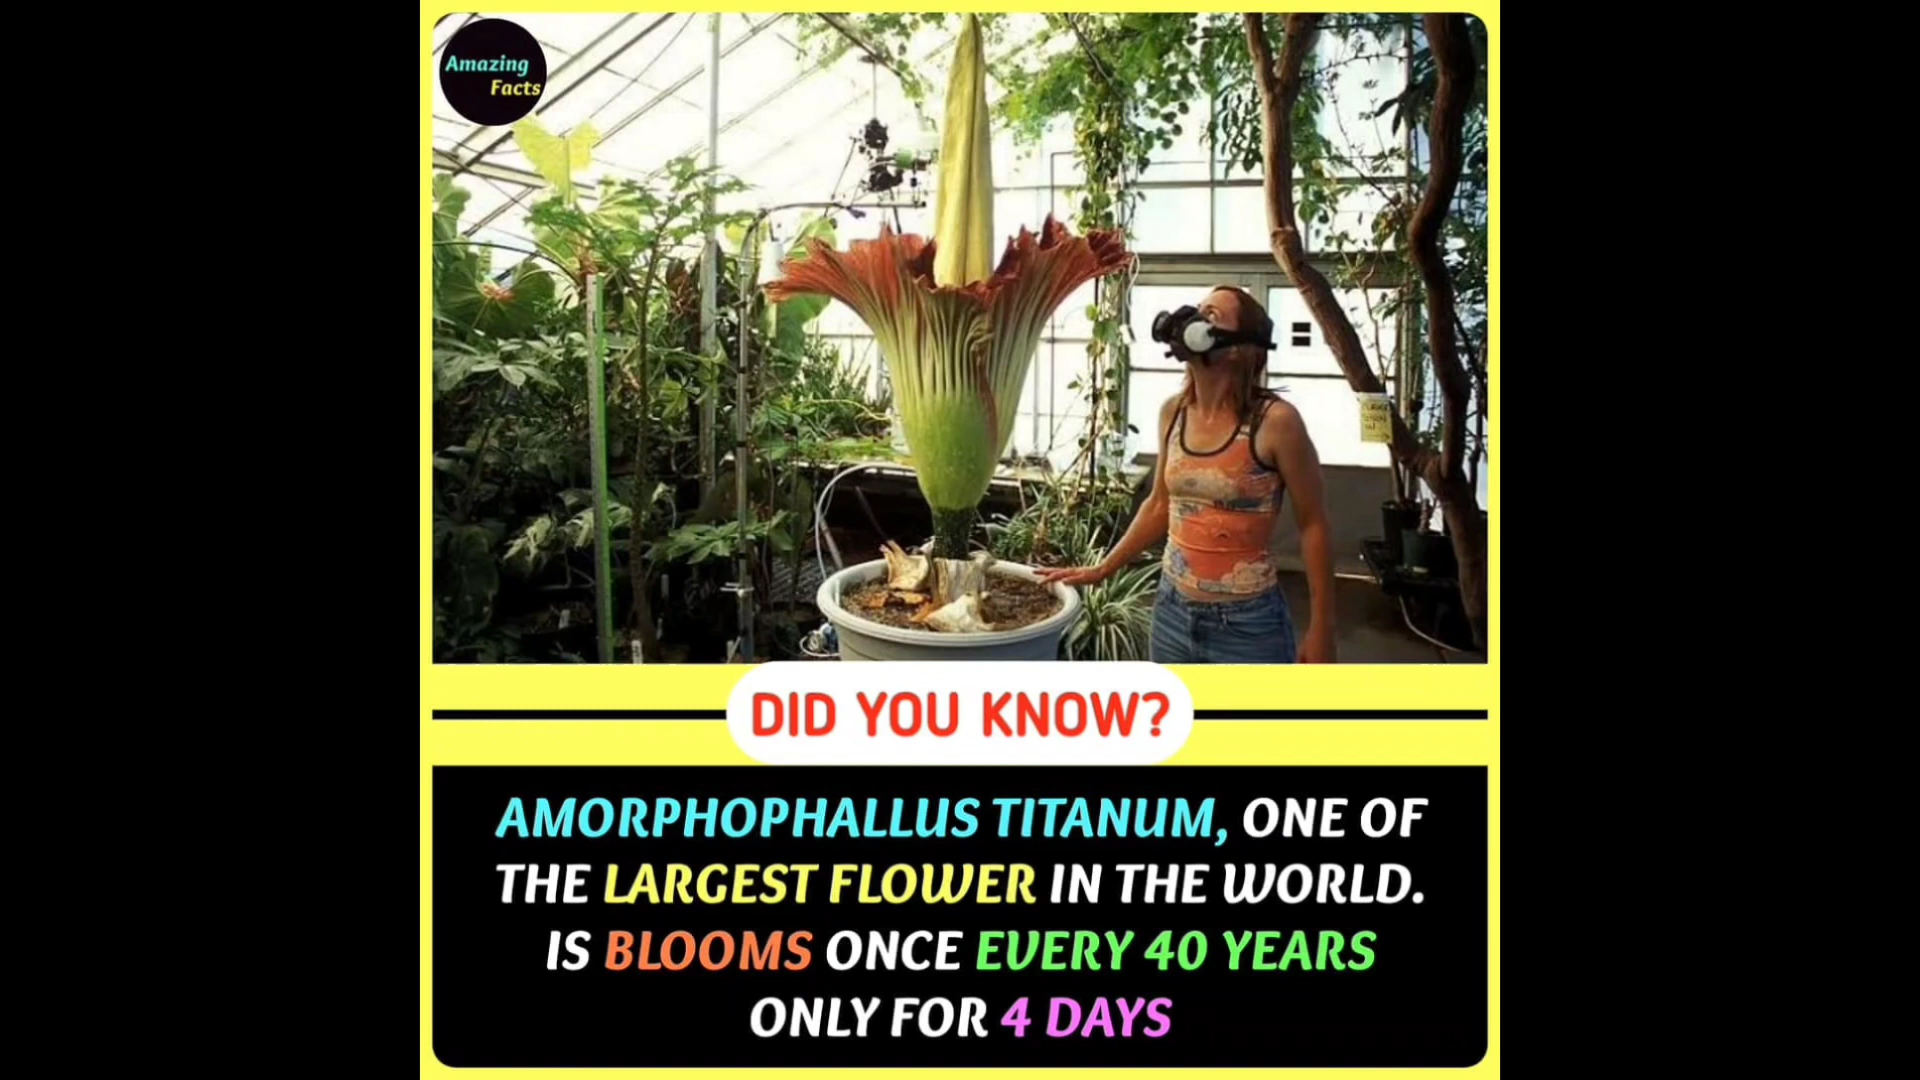 Amazing
Facts
DID YOU KNOW?
AMORPHOPHALLUS TITANUM, ONE OF
THE LARGEST FLOWER IN THE WORLD.
IS BLOOMS ONCE EVERY 40 YEARS
ONLY FOR 4 DAYS